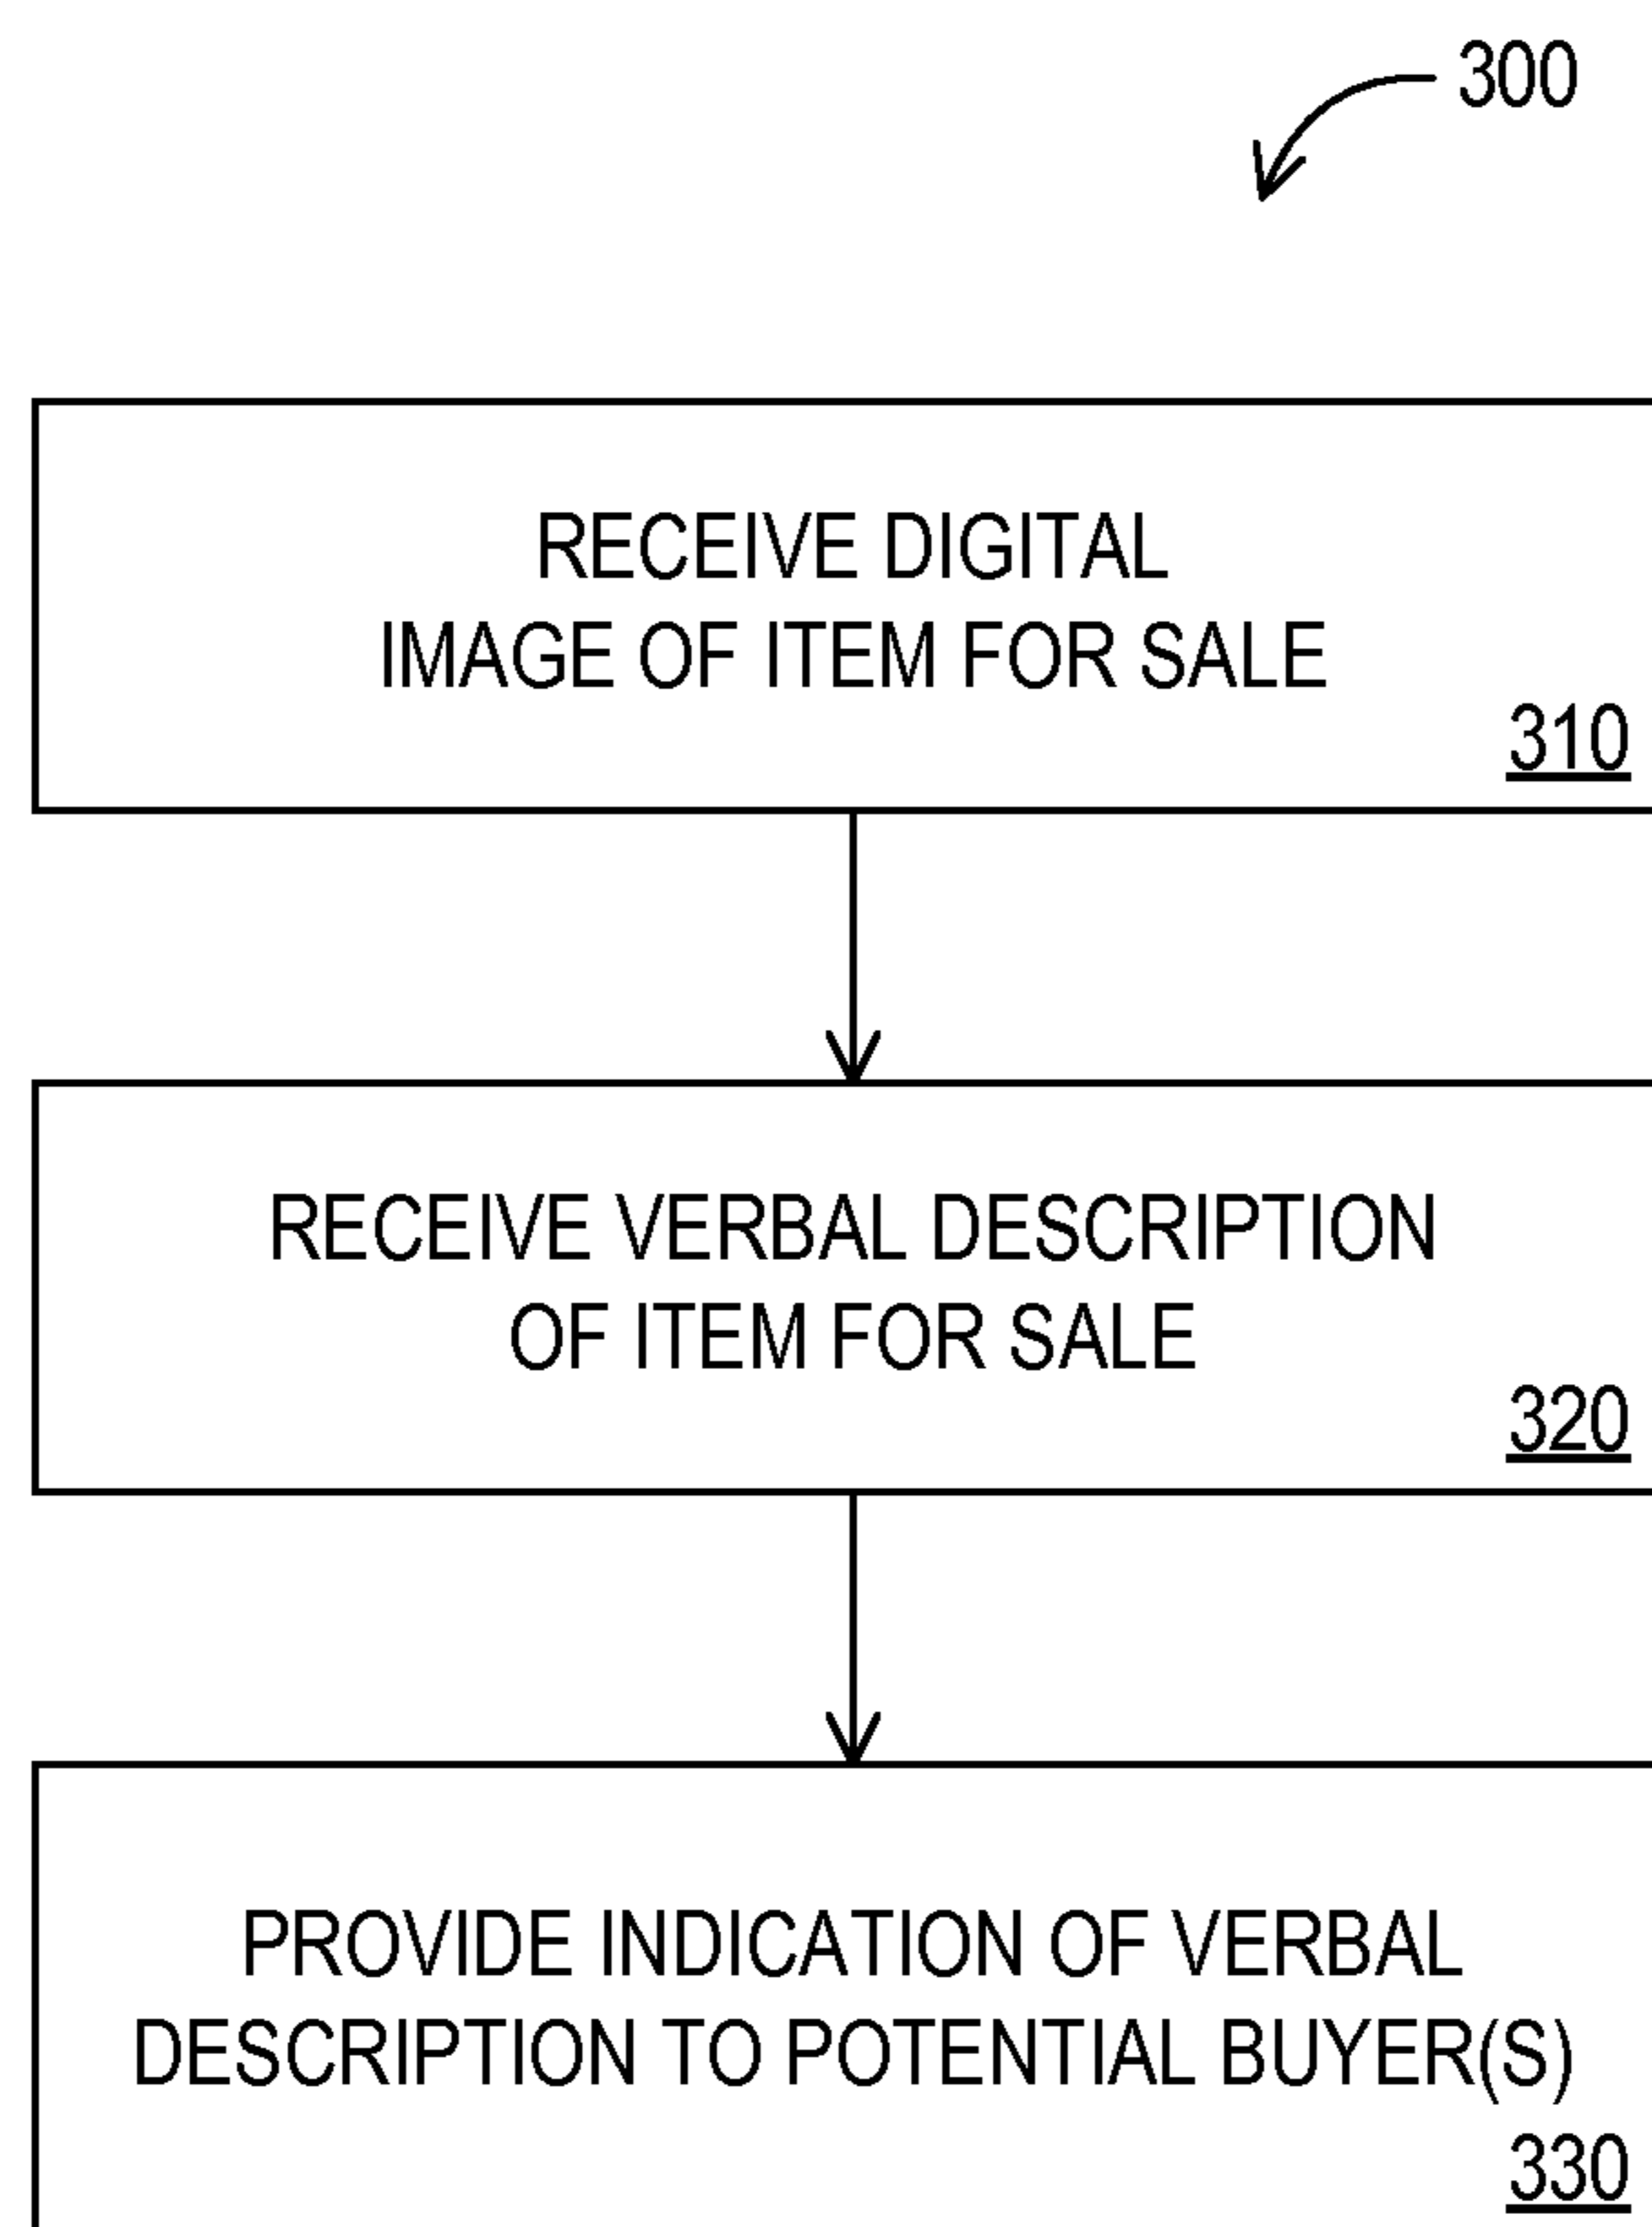 300
RECEIVE DIGITAL
IMAGE OF ITEM FOR SALE
310
RECEIVE VERBAL DESCRIPTION
OF ITEM FOR SALE
320
PROVIDE INDICATION OF VERBAL
DESCRIPTION TO POTENTIAL BUYER(S)
330